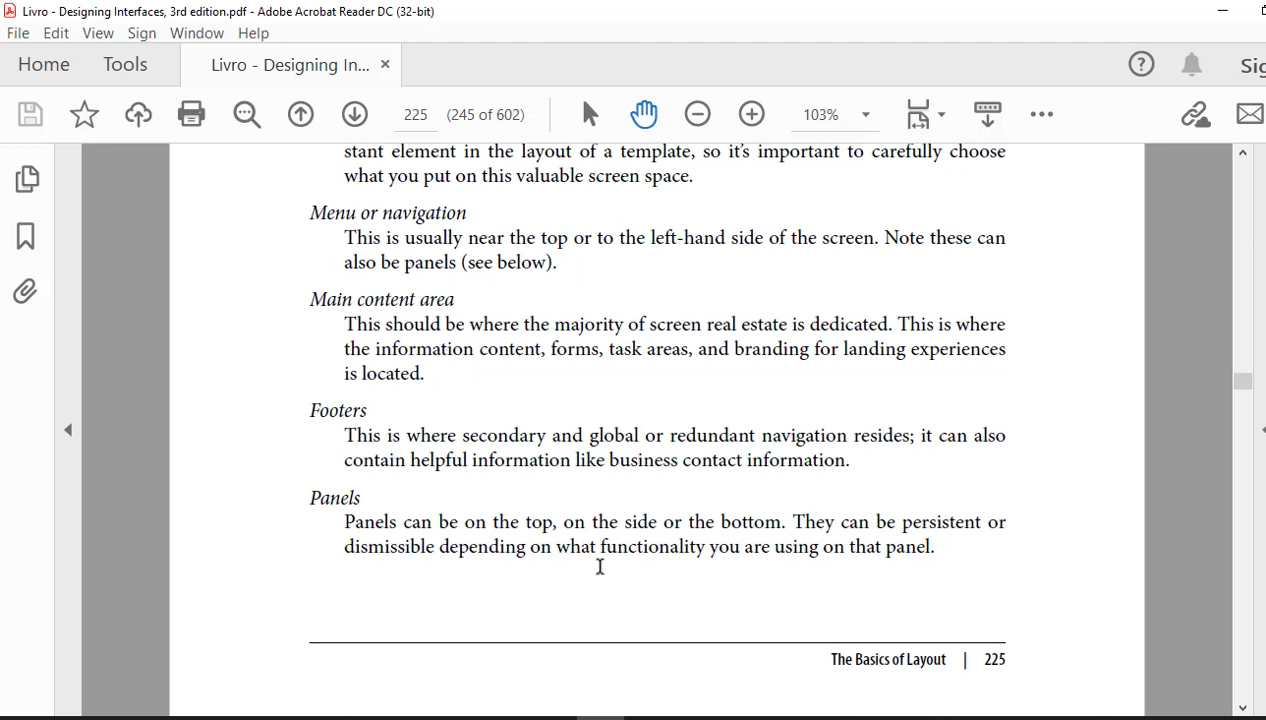 Livro - Designing Interfaces, 3rd edition.pdf - Adobe Acrobat Reader DC (32-bit)
File Edit View Sign Window Help
Home Tools Livro - Designing In... ×
225 (245 of 602) 103%
stant element in the layout of a template, so it's important to carefully choose
what you put on this valuable screen space.
Menu or navigation
This is usually near the top or to the left-hand side of the screen. Note these can
also be panels (see below).
Main content area
This should be where the majority of screen real estate is dedicated. This is where
the information content, forms, task areas, and branding for landing experiences
is located.
Footers
This is where secondary and global or redundant navigation resides; it can also
contain helpful information like business contact information.
Panels
Panels can be on the top, on the side or the bottom. They can be persistent or
dismissible depending on what functionality you are using on that panel.
The Basics of Layout | 225